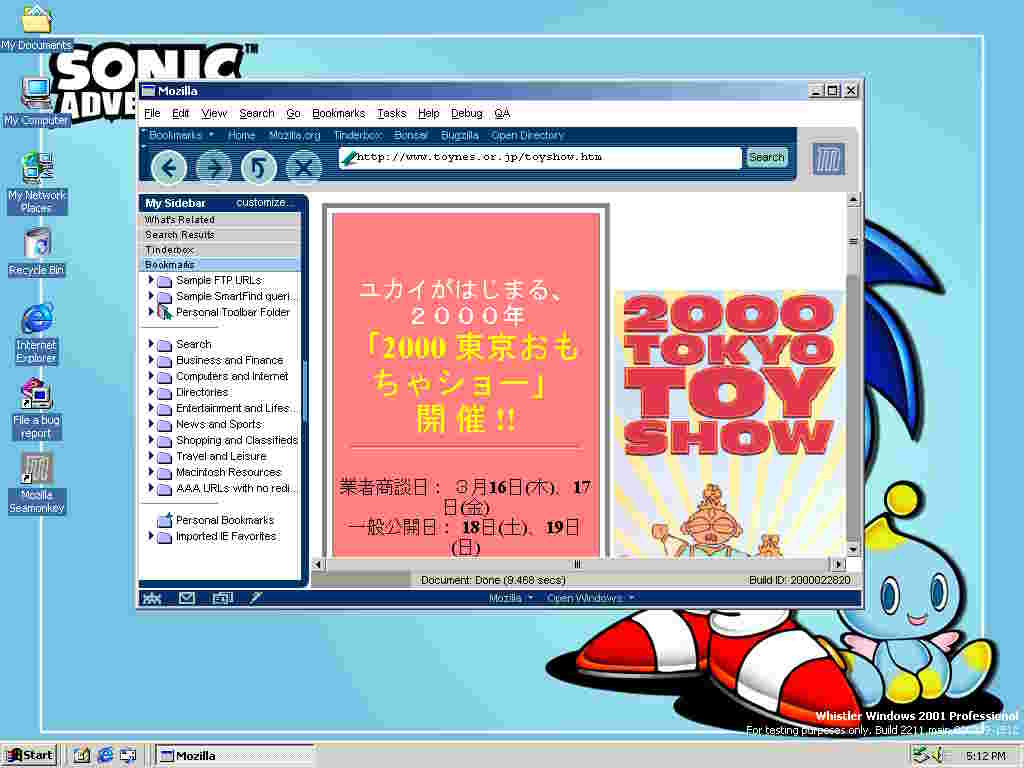 My Documents
My Computer
My Network
Places
Recycle Bin
Internet
Explorer
File a bug
report
Mozilla
Seamonkey
SONIC TM
Mozilla
File Edit View Search Go Bookmarks Tasks Help Debug QA
Bookmarks Home Mozilla.org Tinderbox Bonsai Bugzilla Open Directory
http://www.toynes.or.jp/toyshow.htm Search
My Sidebar customize...
What's Related
Search Results
Tinderbox
Bookmarks
Sample FTP URLs
Sample SmartFind queri...
Personal Toolbar Folder
Search
Business and Finance
Computers and Internet
Directories
Entertainment and Lifes...
News and Sports
Shopping and Classifieds
Travel and Leisure
Macintosh Resources
AAA URLs with no redi...
Personal Bookmarks
Imported IE Favorites
ユカイがはじまる、
２０００年
「2000 東京おも
ちゃショー」
開 催 !!
業者商談日： ３月16日(木)、17
日(金)
一般公開日： 18日(土)、19日
(日)
2000
TOKYO
TOY
SHOW
Document: Done (9.468 secs) Build ID: 2000022820
Mozilla Open Windows
Whistler Windows 2001 Professional
For testing purposes only. Build 2211.main
Start Mozilla 5:12 PM